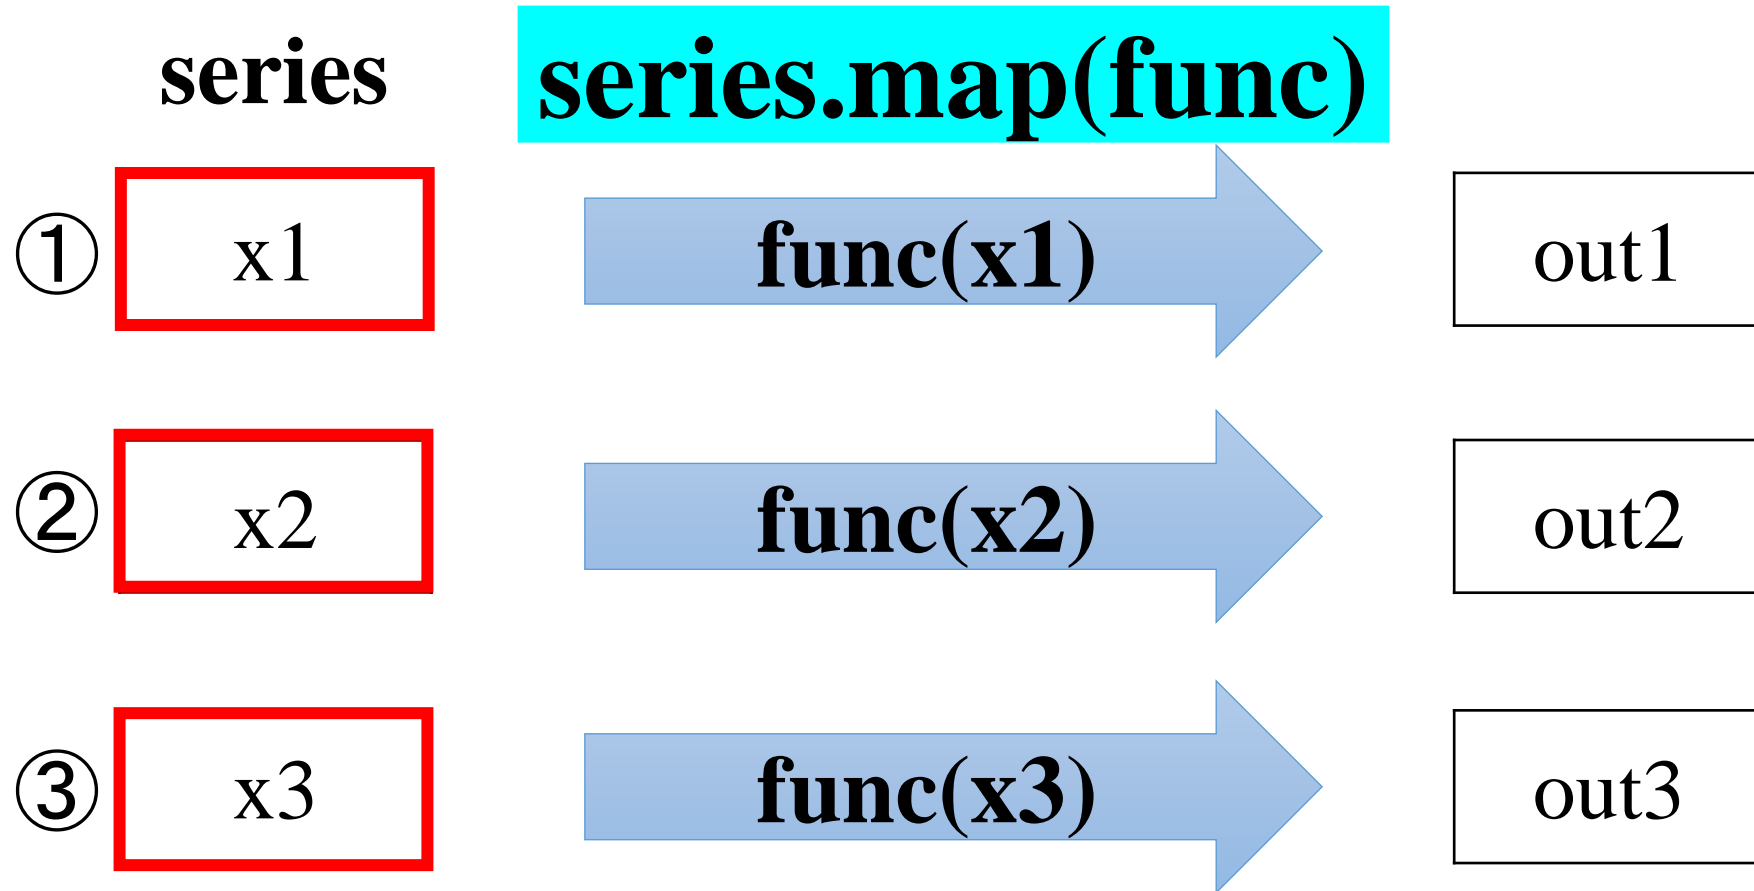 series series.map(func)
① x1 func(x1) out1
② x2 func(x2) out2
③ x3 func(x3) out3